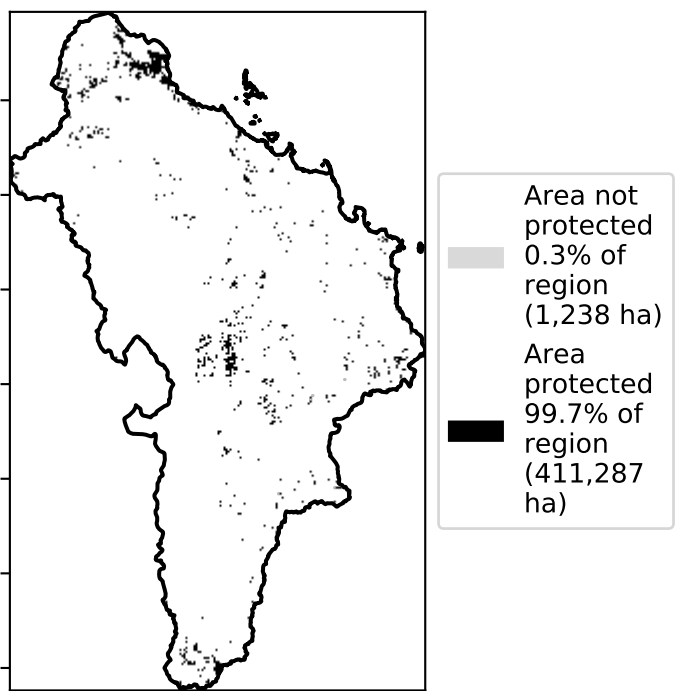 Area not
protected
0.3% of
region
(1,238 ha)
Area
protected
99.7% of
region
(411,287
ha)